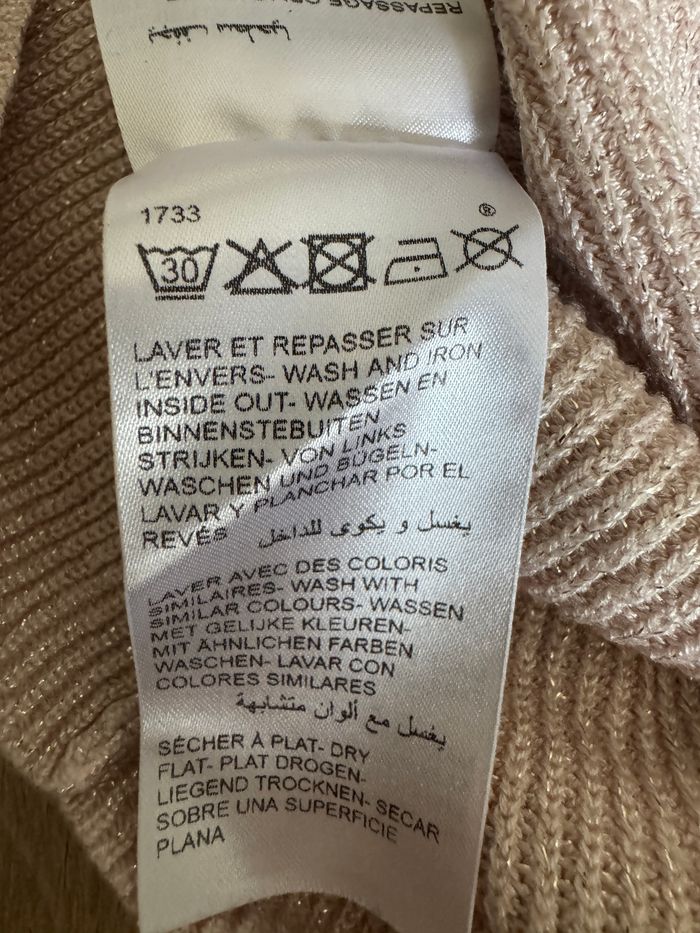 REPASSAGE
يجفف سطحيا
1733
®
30
LAVER ET REPASSER SUR
L'ENVERS- WASH AND IRON
INSIDE OUT- WASSEN EN
BINNENSTEBUITEN
STRIJKEN- VON LINKS
WASCHEN UND BÜGELN-
LAVAR Y PLANCHAR POR EL
REVÉS يغسل و يكوى للداخل
LAVER AVEC DES COLORIS
SIMILAIRES- WASH WITH
SIMILAR COLOURS- WASSEN
MET GELIJKE KLEUREN-
MIT ÄHNLICHEN FARBEN
WASCHEN- LAVAR CON
COLORES SIMILARES
يغسل مع ألوان متشابهة
SÉCHER À PLAT- DRY
FLAT- PLAT DROGEN-
LIEGEND TROCKNEN- SECAR
SOBRE UNA SUPERFICIE
PLANA